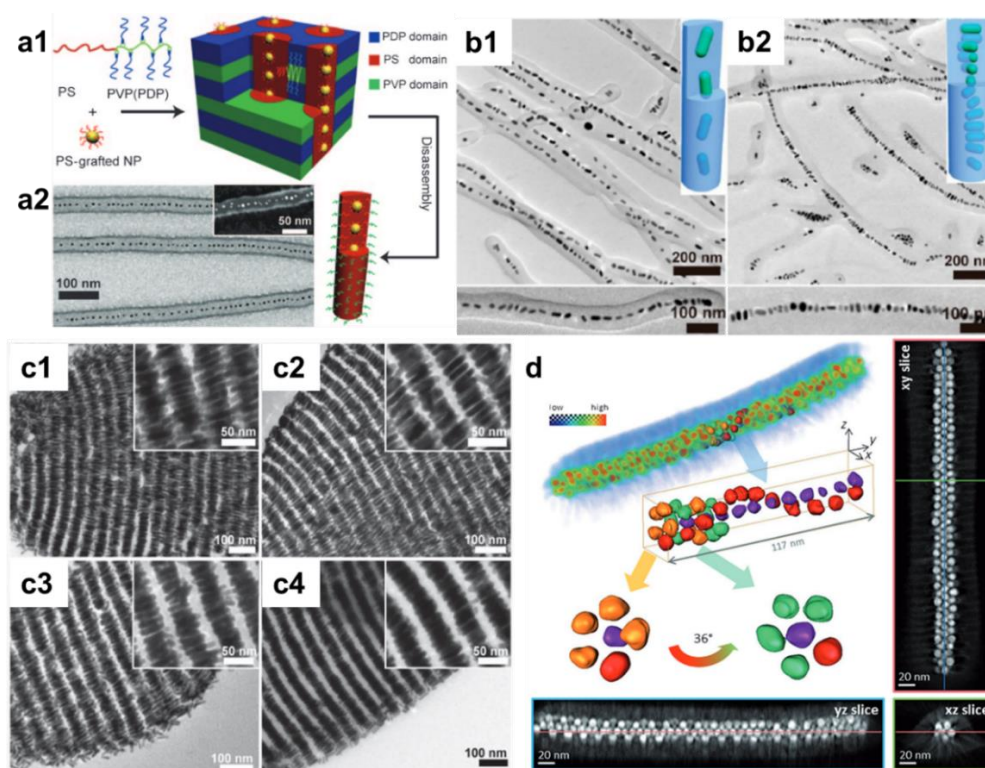 a1
PS
PVP(PDP)
+
PS-grafted NP
PDP domain
PS domain
PVP domain
Disassembly
a2
50 nm
100 nm
b1
200 nm
100 nm
b2
200 nm
100 nm
c1
50 nm
100 nm
c2
50 nm
100 nm
c3
50 nm
100 nm
c4
50 nm
100 nm
d
low high
z
y
x
117 nm
36°
xy slice
20 nm
yz slice
20 nm
xz slice
20 nm